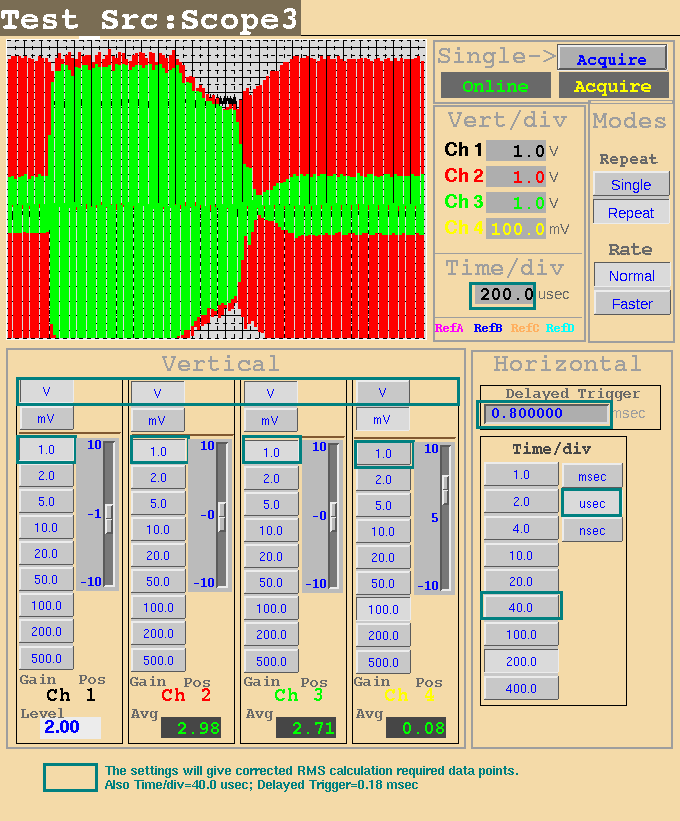 Test Src:Scope3
Single-> Acquire
Online Acquire
Vert/div
Ch 1 1.0 V
Ch 2 1.0 V
Ch 3 1.0 V
Ch 4 100.0 mV
Time/div
200.0 usec
RefA RefB RefC RefD
Modes
Repeat
Single
Repeat
Rate
Normal
Faster
Vertical
V
mV
1.0
2.0
5.0
10.0
20.0
50.0
100.0
200.0
500.0
10
-1
-10
Gain Pos
Ch 1
Level
2.00
V
mV
1.0
2.0
5.0
10.0
20.0
50.0
100.0
200.0
500.0
10
-0
-10
Gain Pos
Ch 2
Avg
2.98
V
mV
1.0
2.0
5.0
10.0
20.0
50.0
100.0
200.0
500.0
10
-0
-10
Gain Pos
Ch 3
Avg
2.71
V
mV
1.0
2.0
5.0
10.0
20.0
50.0
100.0
200.0
500.0
10
5
-10
Gain Pos
Ch 4
Avg
0.08
Horizontal
Delayed Trigger
0.800000 msec
Time/div
1.0 msec
2.0 usec
4.0 nsec
10.0
20.0
40.0
100.0
200.0
400.0
The settings will give corrected RMS calculation required data points.
Also Time/div=40.0 usec; Delayed Trigger=0.18 msec